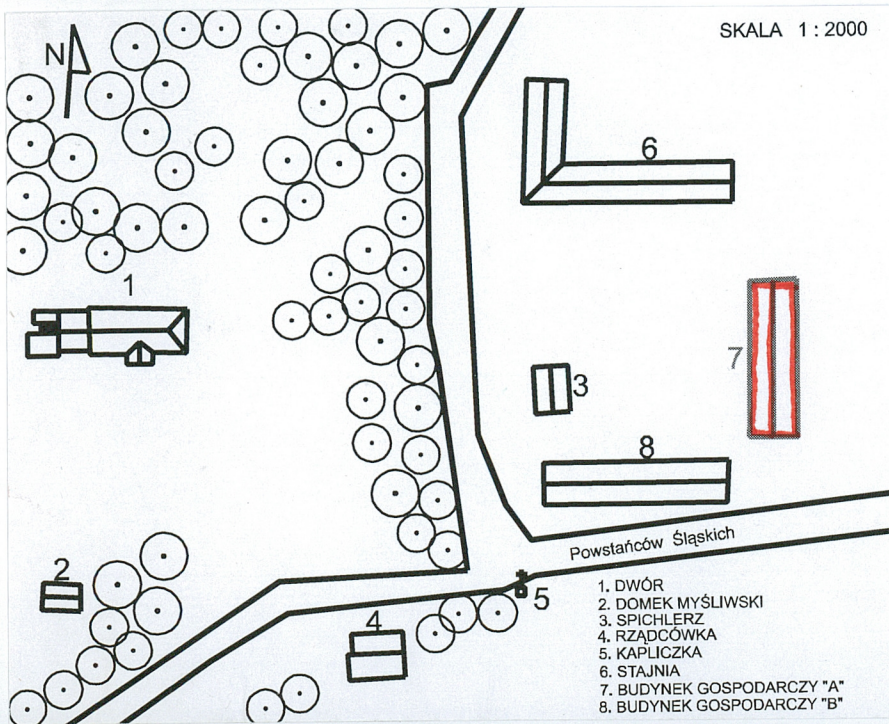 SKALA 1 : 2000
N
6
1
7
3
8
Powstańców Śląskich
2
5
4
1. DWÓR
2. DOMEK MYŚLIWSKI
3. SPICHLERZ
4. RZĄDCÓWKA
5. KAPLICZKA
6. STAJNIA
7. BUDYNEK GOSPODARCZY "A"
8. BUDYNEK GOSPODARCZY "B"